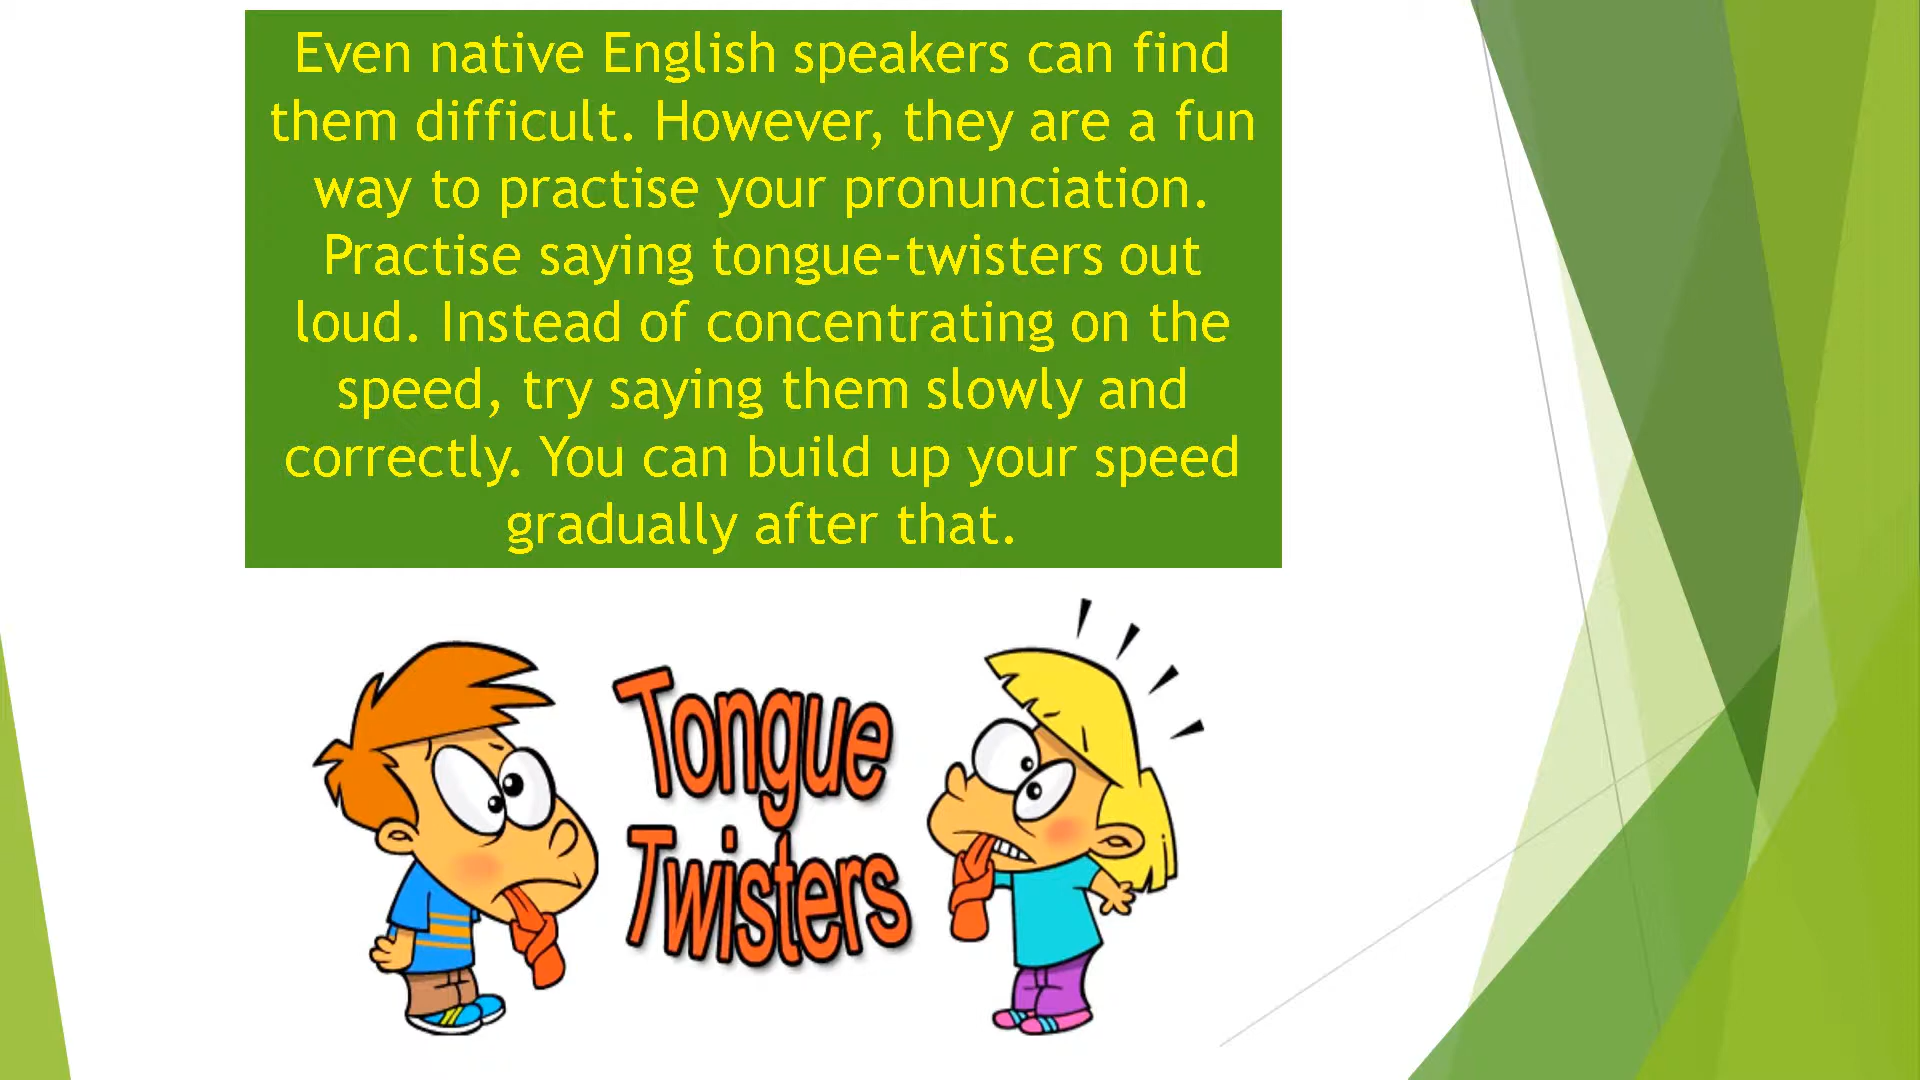 Even native English speakers can find
them difficult. However, they are a fun
way to practise your pronunciation.
Practise saying tongue-twisters out
loud. Instead of concentrating on the
speed, try saying them slowly and
correctly. You can build up your speed
gradually after that.
Tongue
Twisters